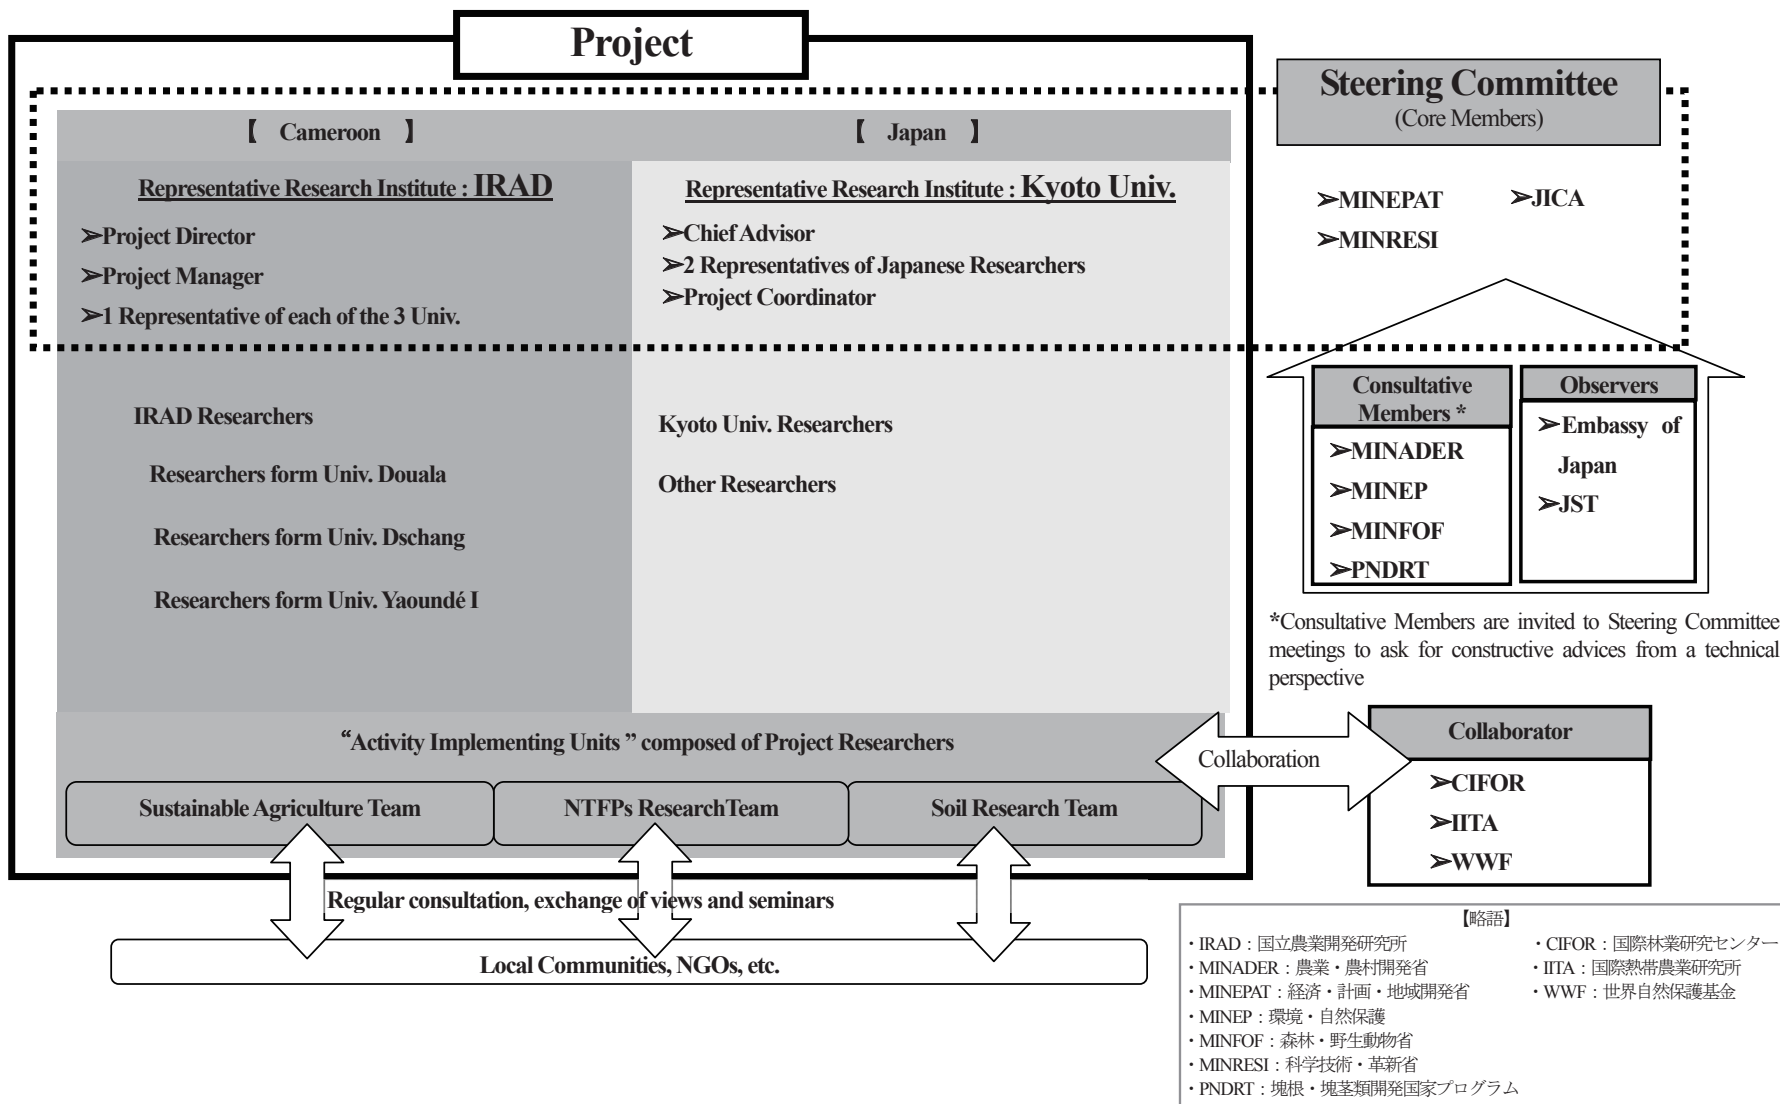 Project
Steering Committee
(Core Members)
【 Cameroon 】
【 Japan 】
Representative Research Institute : IRAD
➢Project Director
➢Project Manager
➢1 Representative of each of the 3 Univ.
Representative Research Institute : Kyoto Univ.
➢Chief Advisor
➢2 Representatives of Japanese Researchers
➢Project Coordinator
➢MINEPAT
➢JICA
➢MINRESI
IRAD Researchers
Researchers form Univ. Douala
Researchers form Univ. Dschang
Researchers form Univ. Yaoundé I
Kyoto Univ. Researchers
Other Researchers
Consultative
Members *
➢MINADER
➢MINEP
➢MINFOF
➢PNDRT
Observers
➢Embassy of
Japan
➢JST
*Consultative Members are invited to Steering Committee
meetings to ask for constructive advices from a technical
perspective
“Activity Implementing Units ” composed of Project Researchers
Sustainable Agriculture Team
NTFPs ResearchTeam
Soil Research Team
Collaboration
Collaborator
➢CIFOR
➢IITA
➢WWF
Regular consultation, exchange of views and seminars
Local Communities, NGOs, etc.
【略語】
・IRAD：国立農業開発研究所
・MINADER：農業・農村開発省
・MINEPAT：経済・計画・地域開発省
・MINEP：環境・自然保護
・MINFOF：森林・野生動物省
・MINRESI：科学技術・革新省
・PNDRT：塊根・塊茎類開発国家プログラム
・CIFOR：国際林業研究センター
・IITA：国際熱帯農業研究所
・WWF：世界自然保護基金